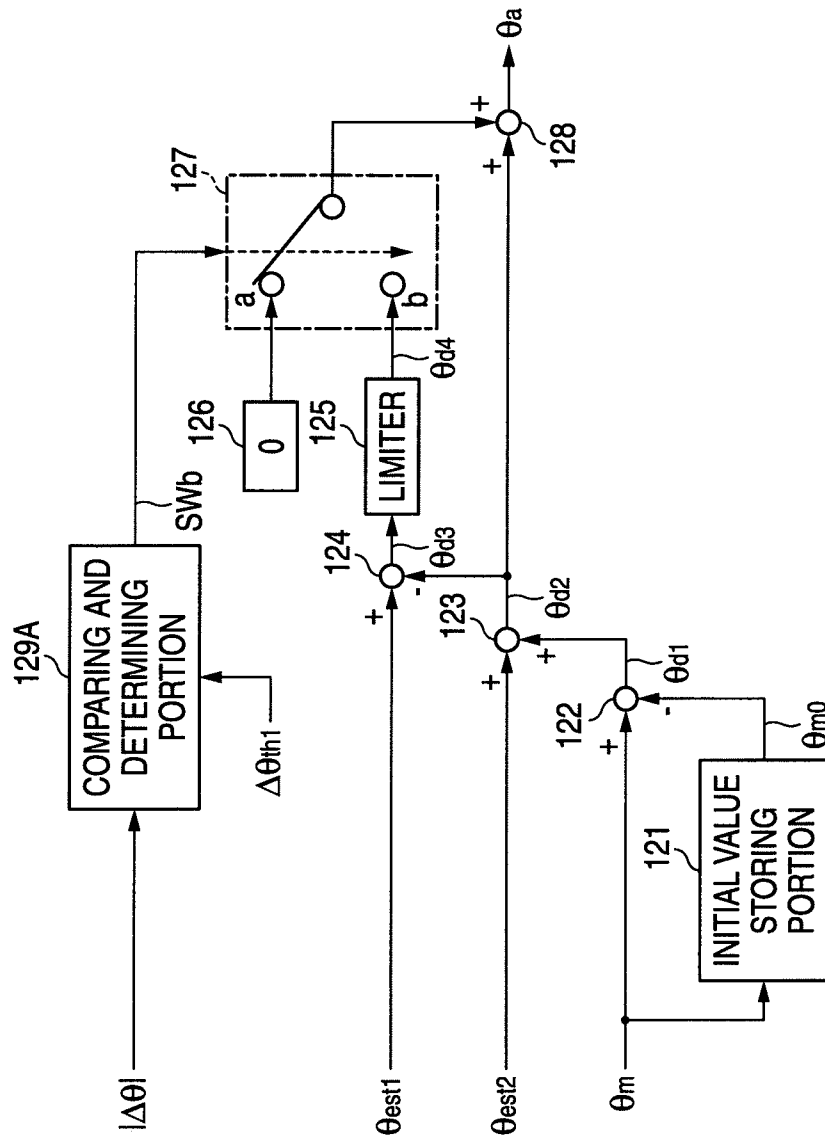 |Δθ|
129A
COMPARING AND
DETERMINING
PORTION
SWb
Δθth1
127
a
b
126
0
θest1
+
-
124
θd3
125
LIMITER
θd4
θest2
+
+
123
θd2
+
+
128
θa
θm
+
-
122
θd1
121
INITIAL VALUE
STORING
PORTION
θm0